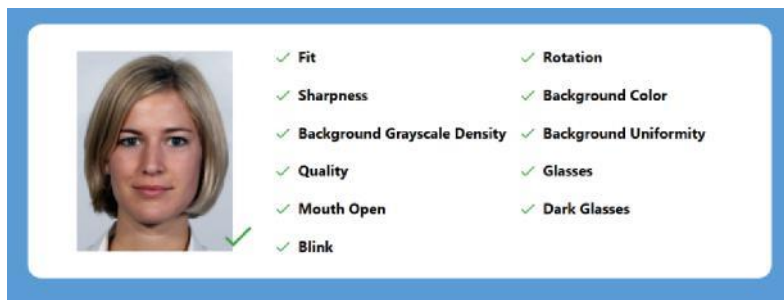 Fit
Rotation
Sharpness
Background Color
Background Grayscale Density
Background Uniformity
Quality
Glasses
Mouth Open
Dark Glasses
Blink